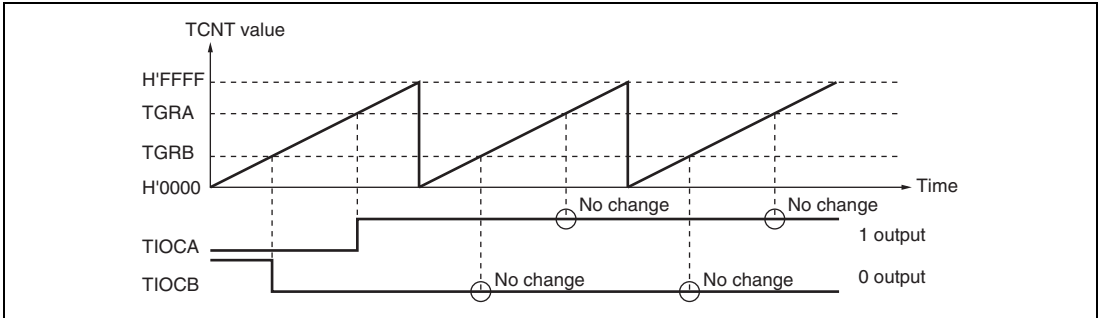 TCNT value
H'FFFF
TGRA
TGRB
H'0000
Time
No change
No change
1 output
TIOCA
No change
No change
0 output
TIOCB